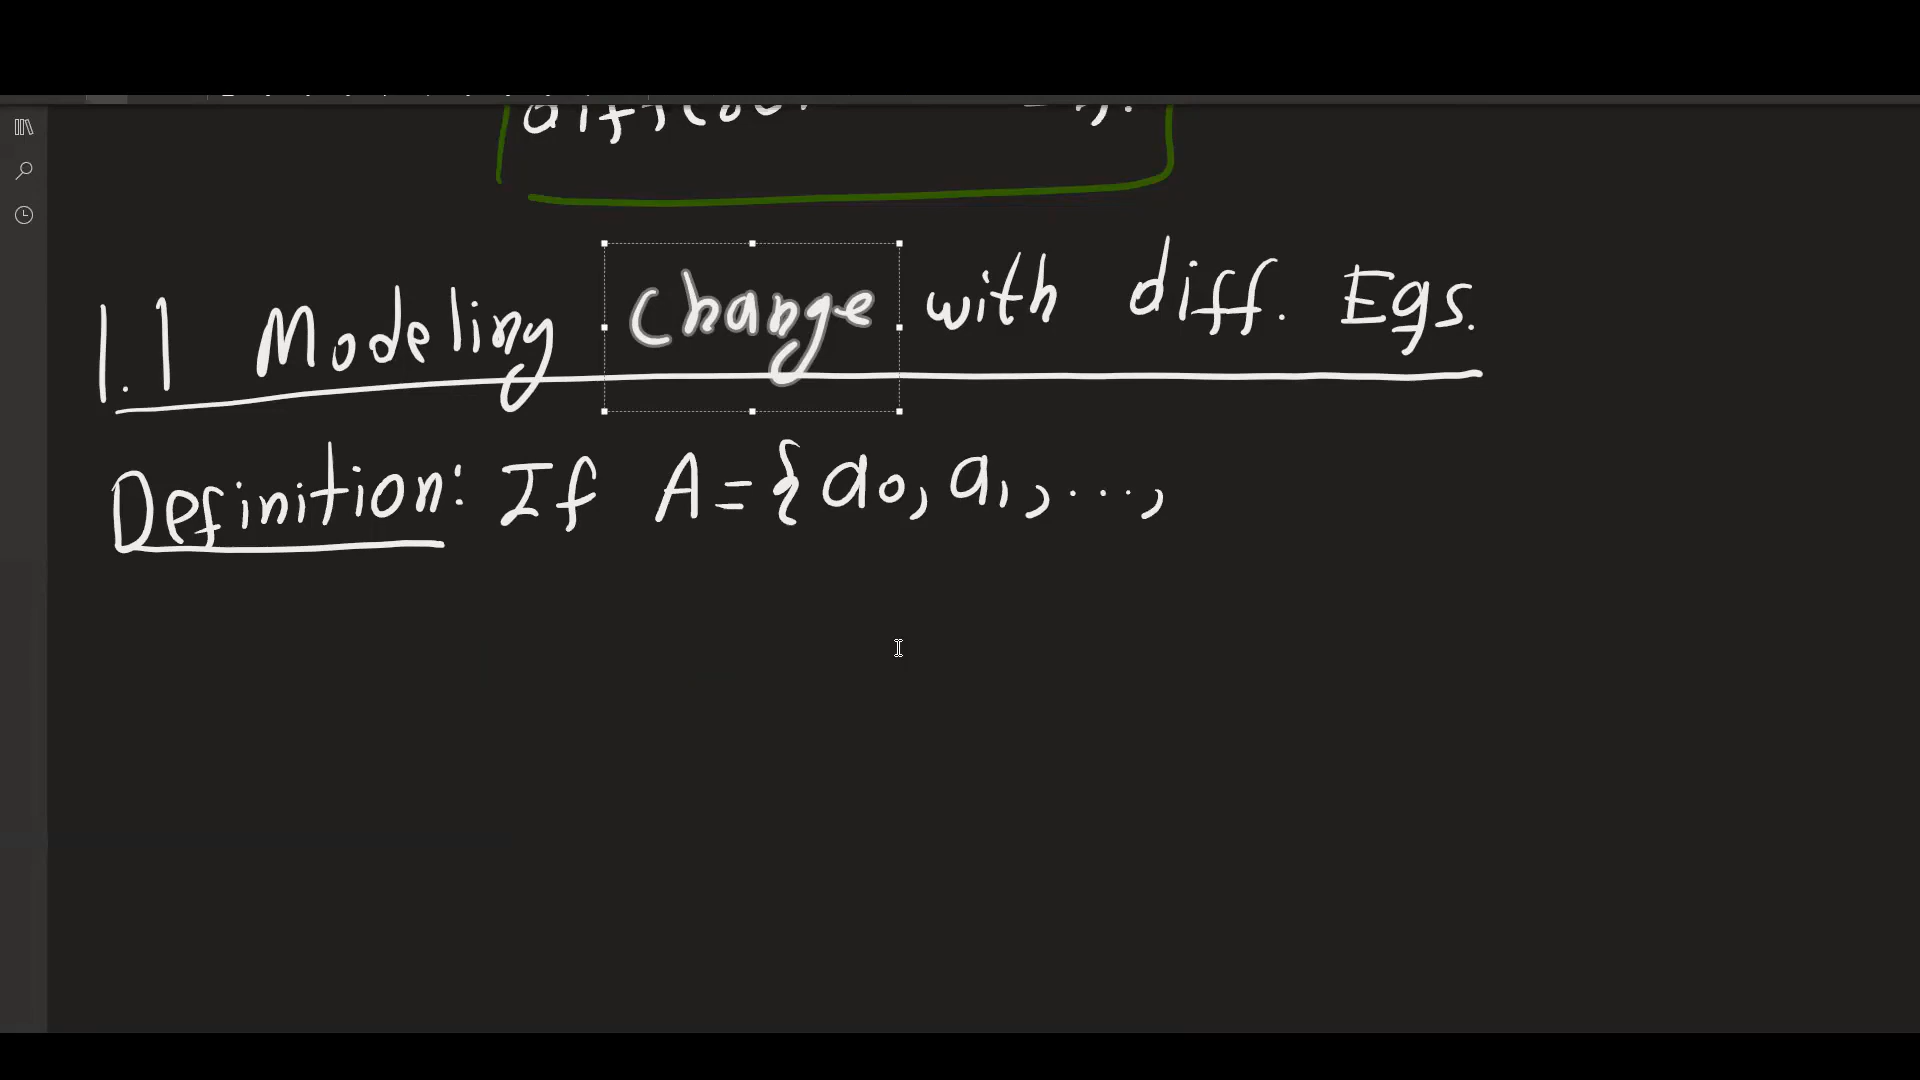 1.1 Modeling Change with diff. Eqs.
Definition: If A = { a₀, a₁, ...,